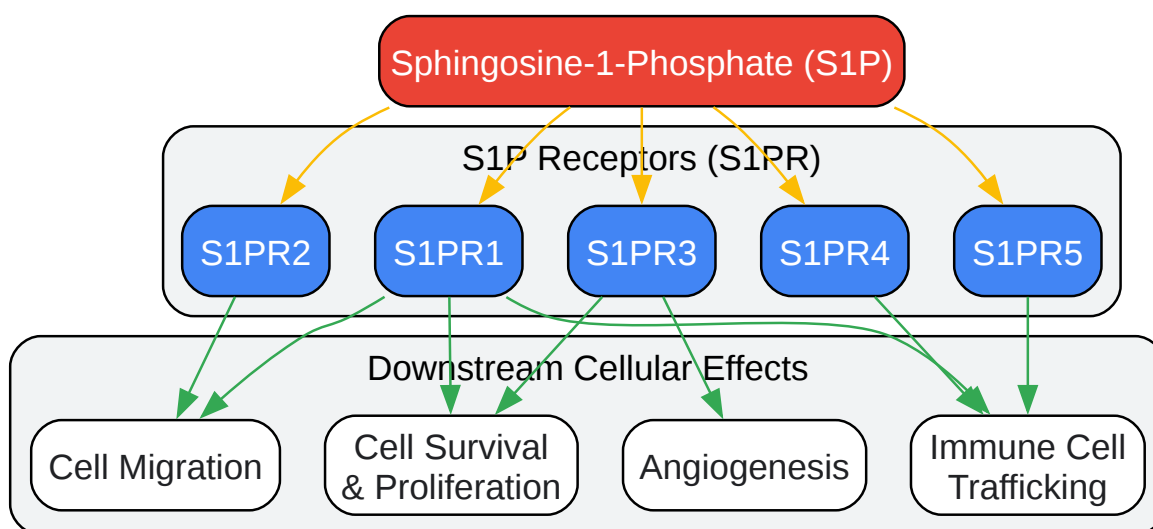 Sphingosine-1-Phosphate (S1P)
S1P Receptors (S1PR)
S1PR2
S1PR1
S1PR3
S1PR4
S1PR5
Downstream Cellular Effects
Cell Migration
Cell Survival
& Proliferation
Angiogenesis
Immune Cell
Trafficking